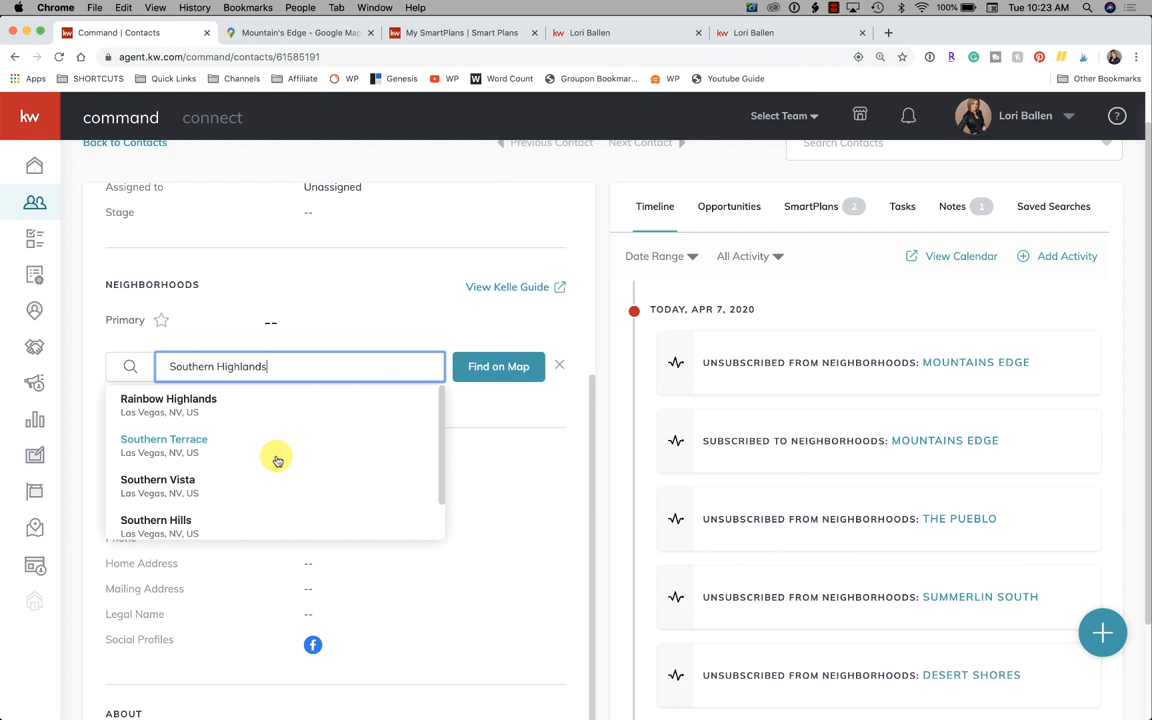 Chrome File Edit View History Bookmarks People Tab Window Help 100% Tue 10:23 AM
Command | Contacts Mountain's Edge - Google Map My SmartPlans | Smart Plans Lori Ballen Lori Ballen
agent.kw.com/command/contacts/61585191
Apps SHORTCUTS Quick Links Channels Affiliate WP Genesis WP Word Count Groupon Bookmar... WP Youtube Guide Other Bookmarks
kw command connect Select Team Lori Ballen ?
Back to Contacts Previous Contact Next Contact Search Contacts
Assigned to Unassigned
Stage --
NEIGHBORHOODS View Kelle Guide
Primary --
Southern Highlands Find on Map
Rainbow Highlands
Las Vegas, NV, US
Southern Terrace
Las Vegas, NV, US
Southern Vista
Las Vegas, NV, US
Southern Hills
Las Vegas, NV, US
Phone
Home Address --
Mailing Address --
Legal Name --
Social Profiles
ABOUT
Timeline Opportunities SmartPlans 2 Tasks Notes 1 Saved Searches
Date Range All Activity View Calendar Add Activity
TODAY, APR 7, 2020
UNSUBSCRIBED FROM NEIGHBORHOODS: MOUNTAINS EDGE
SUBSCRIBED TO NEIGHBORHOODS: MOUNTAINS EDGE
UNSUBSCRIBED FROM NEIGHBORHOODS: THE PUEBLO
UNSUBSCRIBED FROM NEIGHBORHOODS: SUMMERLIN SOUTH
UNSUBSCRIBED FROM NEIGHBORHOODS: DESERT SHORES